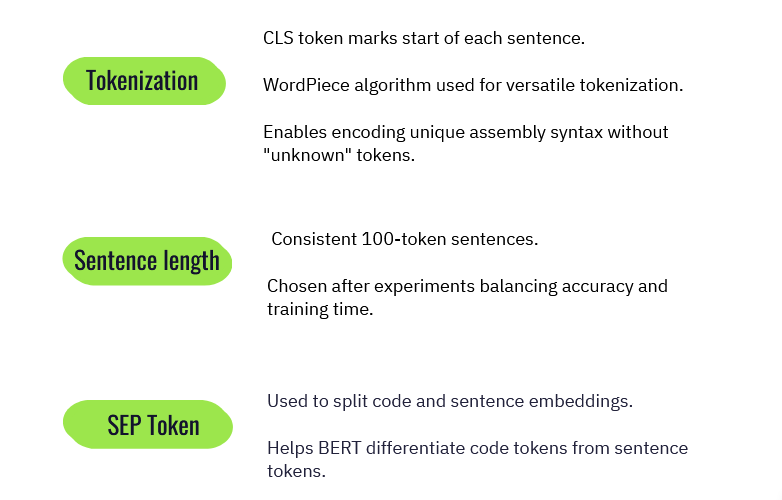 Tokenization
CLS token marks start of each sentence.
WordPiece algorithm used for versatile tokenization.
Enables encoding unique assembly syntax without
"unknown" tokens.
Sentence length
Consistent 100-token sentences.
Chosen after experiments balancing accuracy and
training time.
SEP Token
Used to split code and sentence embeddings.
Helps BERT differentiate code tokens from sentence
tokens.